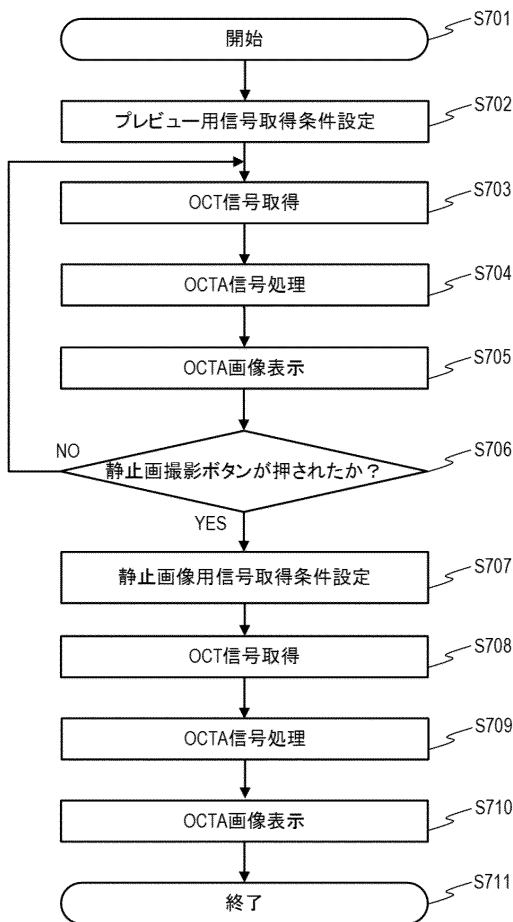 開始
S701
プレビュー用信号取得条件設定
S702
OCT信号取得
S703
OCTA信号処理
S704
OCTA画像表示
S705
静止画撮影ボタンが押されたか？
S706
NO
YES
静止画像用信号取得条件設定
S707
OCT信号取得
S708
OCTA信号処理
S709
OCTA画像表示
S710
終了
S711